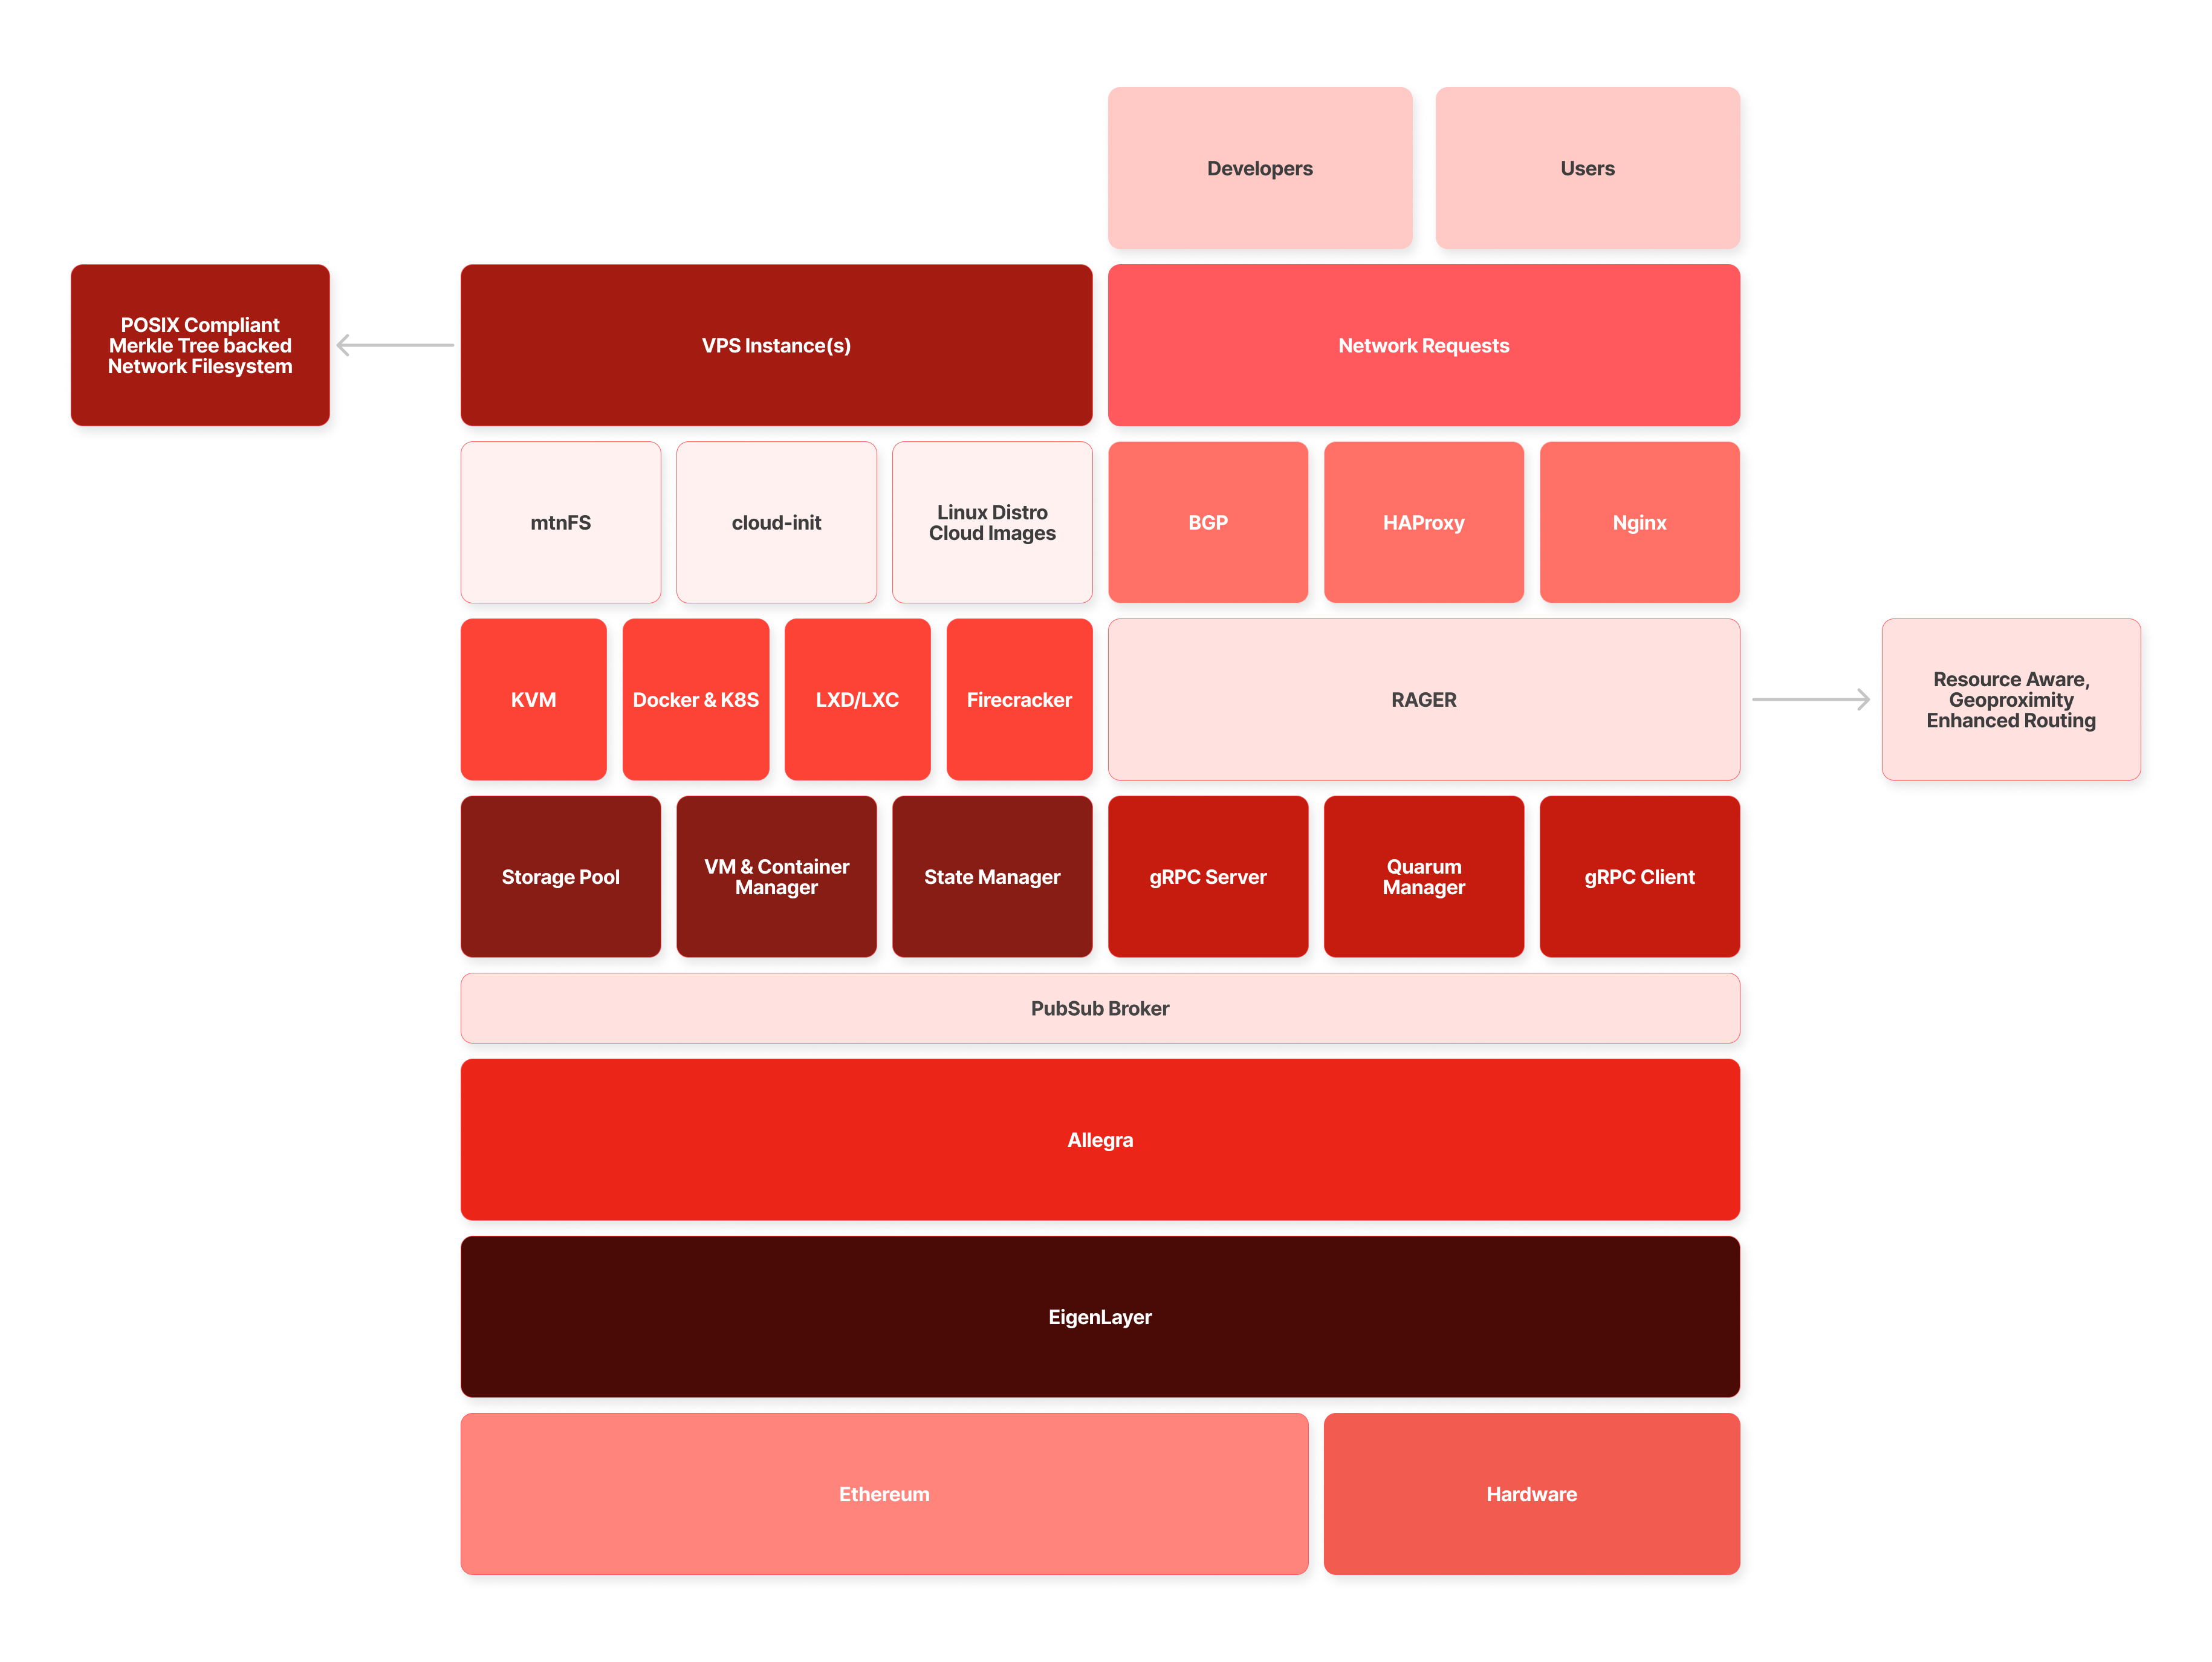 Developers
Users
POSIX Compliant
Merkle Tree backed
Network Filesystem
VPS Instance(s)
Network Requests
mtnFS
cloud-init
Linux Distro
Cloud Images
BGP
HAProxy
Nginx
KVM
Docker & K8S
LXD/LXC
Firecracker
RAGER
Resource Aware,
Geoproximity
Enhanced Routing
Storage Pool
VM & Container
Manager
State Manager
gRPC Server
Quarum
Manager
gRPC Client
PubSub Broker
Allegra
EigenLayer
Ethereum
Hardware